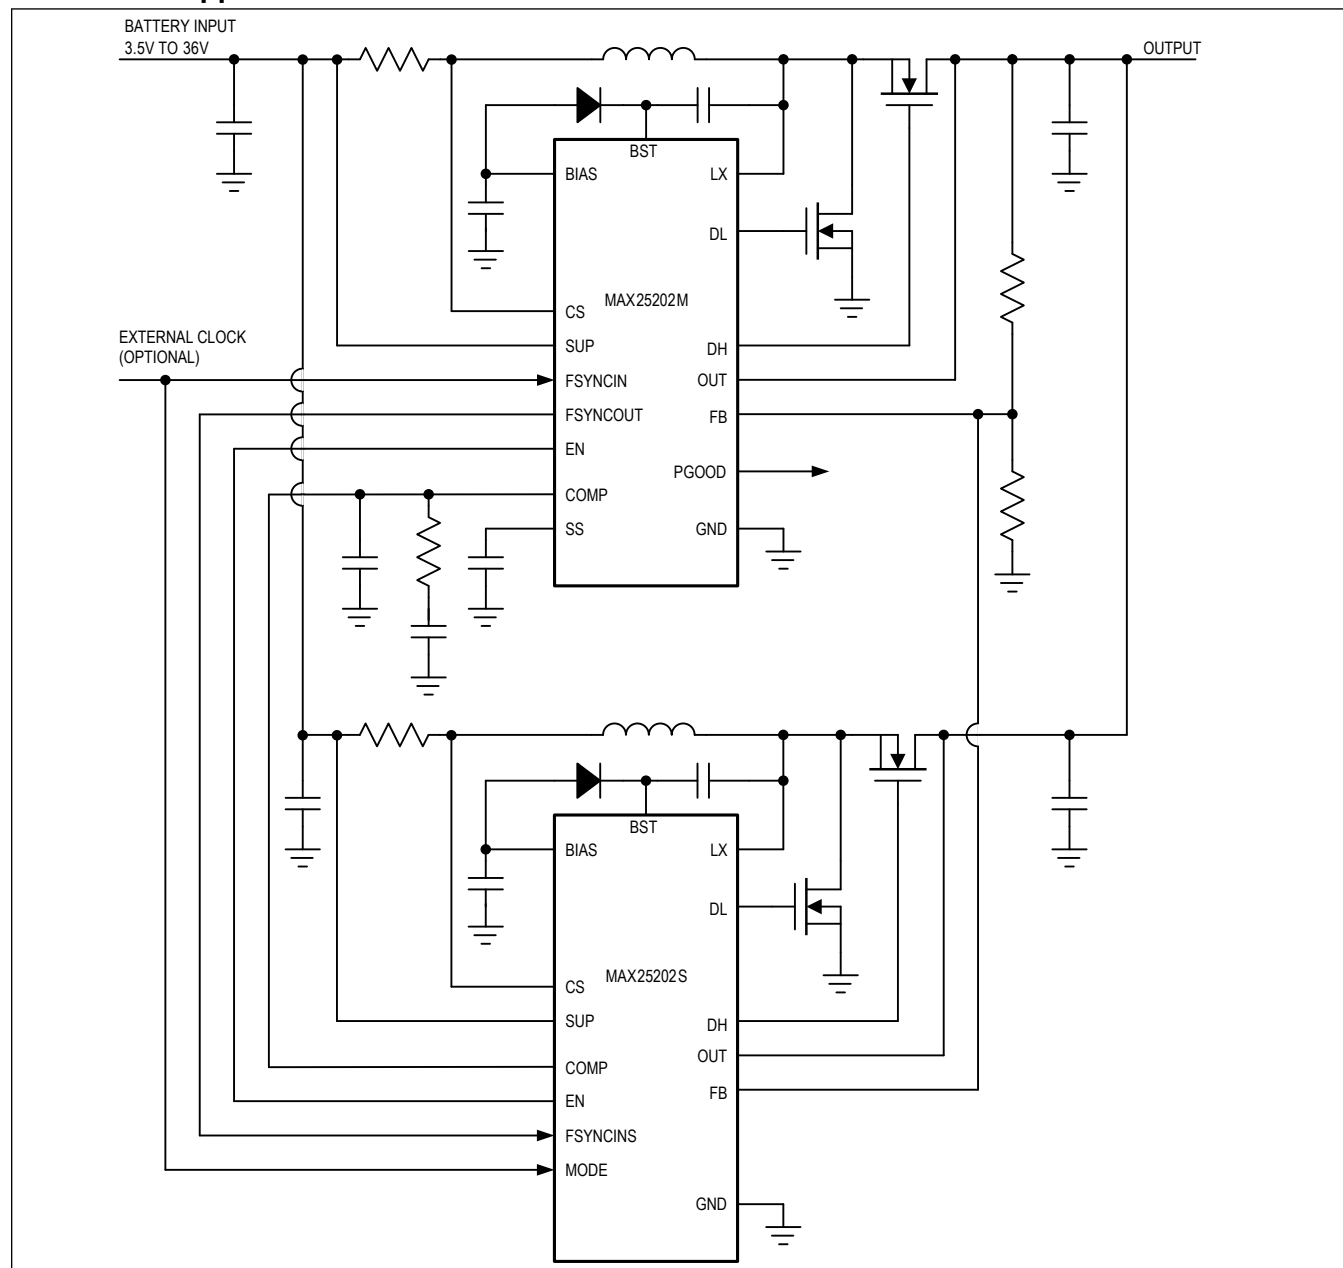 BATTERY INPUT
3.5V TO 36V
OUTPUT
BST
BIAS
LX
DL
MAX25202M
CS
SUP
DH
EXTERNAL CLOCK
(OPTIONAL)
FSYNCIN
OUT
FSYNCOUT
FB
EN
PGOOD
COMP
SS
GND
BST
BIAS
LX
DL
MAX25202S
CS
SUP
DH
OUT
COMP
FB
EN
FSYNCINS
MODE
GND